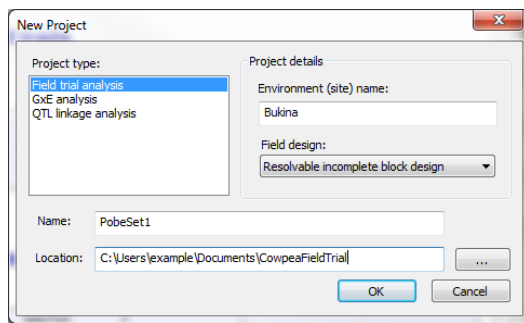 New Project
Project type:
Field trial analysis
GxE analysis
QTL linkage analysis
Project details
Environment (site) name:
Bukina
Field design:
Resolvable incomplete block design
Name:
PobeSet1
Location:
C:\Users\example\Documents\CowpeaFieldTrial
...
OK
Cancel